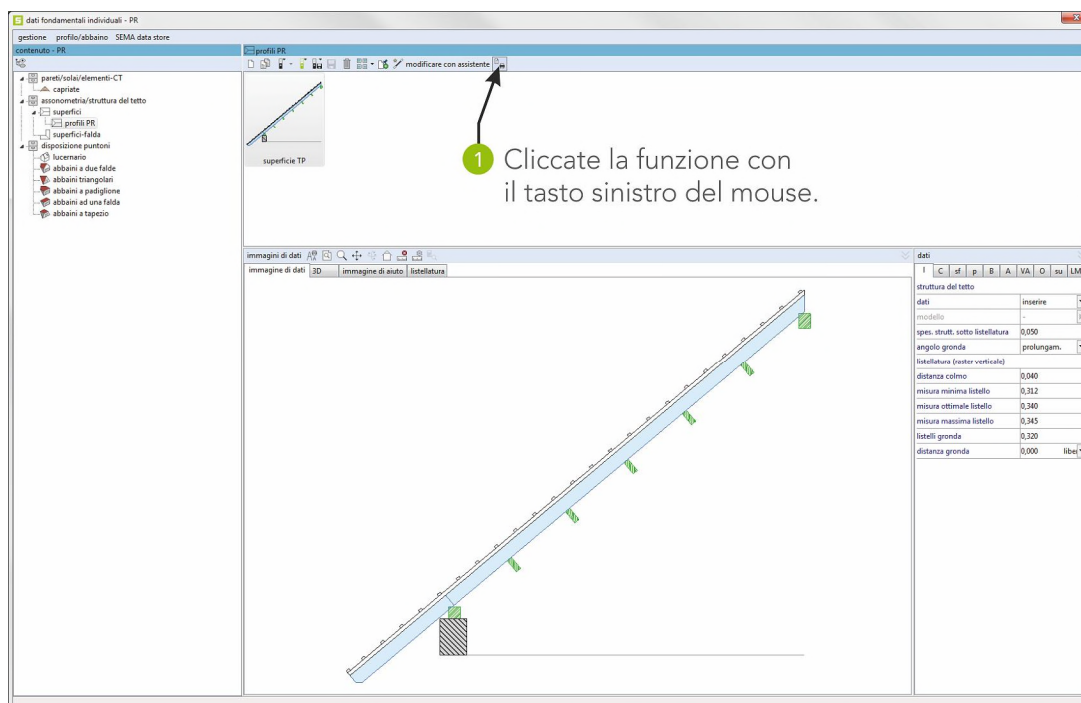 dati fondamentali individuali - PR
gestione profilo/abbaino SEMA data store
contenuto - PR
profili PR
modificare con assistente
pareti/solai/elementi-CT
capriate
assonometria/struttura del tetto
superfici
profili PR
superfici-falda
disposizione puntoni
lucernario
abbaini a due falde
abbaini triangolari
abbaini a padiglione
abbaini ad una falda
abbaini a tapezio
superficie TP
1 Cliccate la funzione con
il tasto sinistro del mouse.
immagini di dati
immagine di dati 3D immagine di aiuto listellatura
dati
I C sf p B A VA O su LM
struttura del tetto
dati inserire
modello -
spes. strutt. sotto listellatura 0,050
angolo gronda prolungam.
listellatura (raster verticale)
distanza colmo 0,040
misura minima listello 0,312
misura ottimale listello 0,340
misura massima listello 0,345
listelli gronda 0,320
distanza gronda 0,000